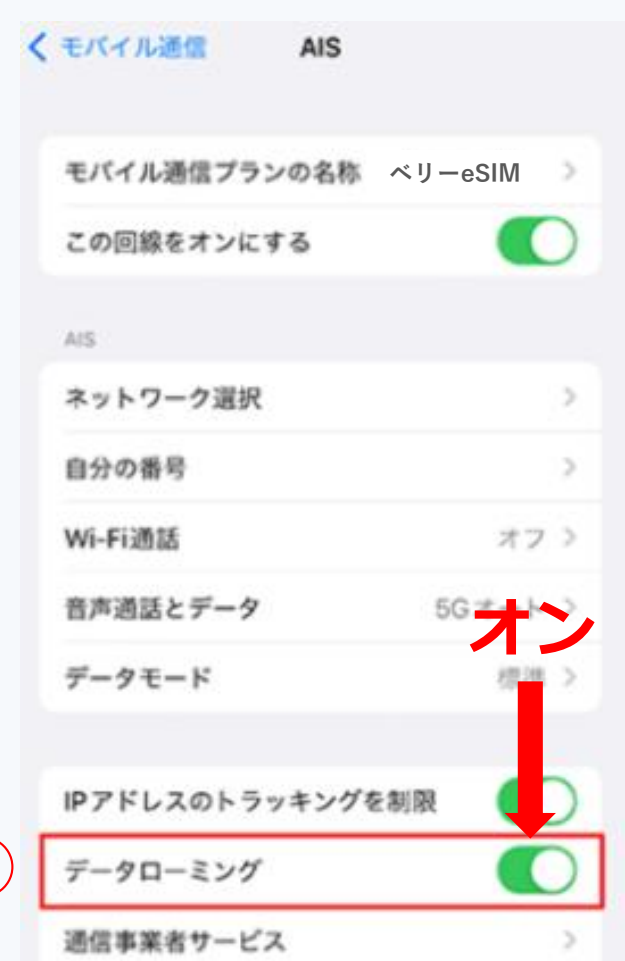 モバイル通信 AIS
モバイル通信プランの名称 ベリーeSIM
この回線をオンにする
AIS
ネットワーク選択
自分の番号
Wi-Fi通話 オフ
音声通話とデータ 5Gオート
オン
データモード 標準
IPアドレスのトラッキングを制限
データローミング
通信事業者サービス